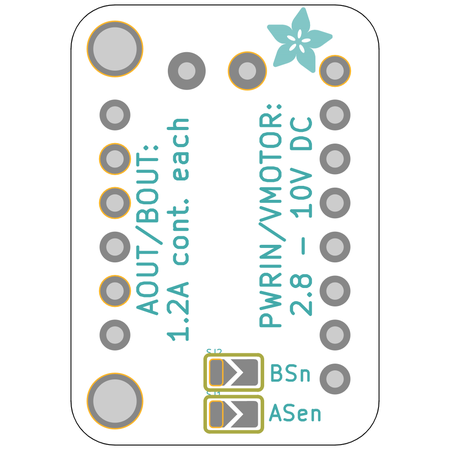 AOUT/BOUT:
1.2A cont. each
PWRIN/VMOTOR:
2.8 – 10V DC
BSn
ASen